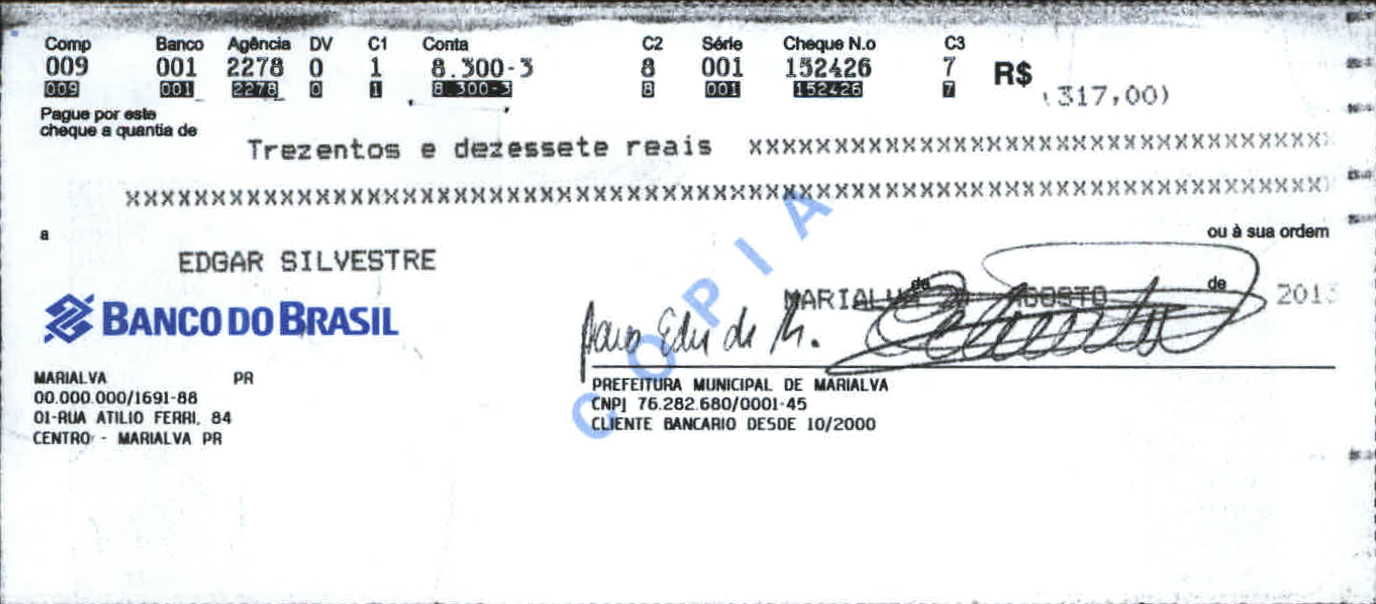 Comp Banco Agência DV C1 Conta C2 Série Cheque N.o C3
009 001 2278 0 1 8.300-3 8 001 152426 7 R$
009 001 2278 0 1 8.300-3 8 001 152426 7 (317,00)
Pague por este
cheque a quantia de
Trezentos e dezessete reais XXXXXXXXXXXXXXXXXXXXXXXXXXXXXXXXXX
XXXXXXXXXXXXXXXXXXXXXXXXXXXXXXXXXXXXXXXXXXXXXXXXXXXXXXXXXXXXXXXXXXXXXX
a ou à sua ordem
EDGAR SILVESTRE
MARIALVA de AGOSTO de 2013
BANCO DO BRASIL
COPIA
MARIALVA PR
00.000.000/1691-88
01-RUA ATILIO FERRI, 84
CENTRO - MARIALVA PR
PREFEITURA MUNICIPAL DE MARIALVA
CNPJ 76.282.680/0001-45
CLIENTE BANCARIO DESDE 10/2000